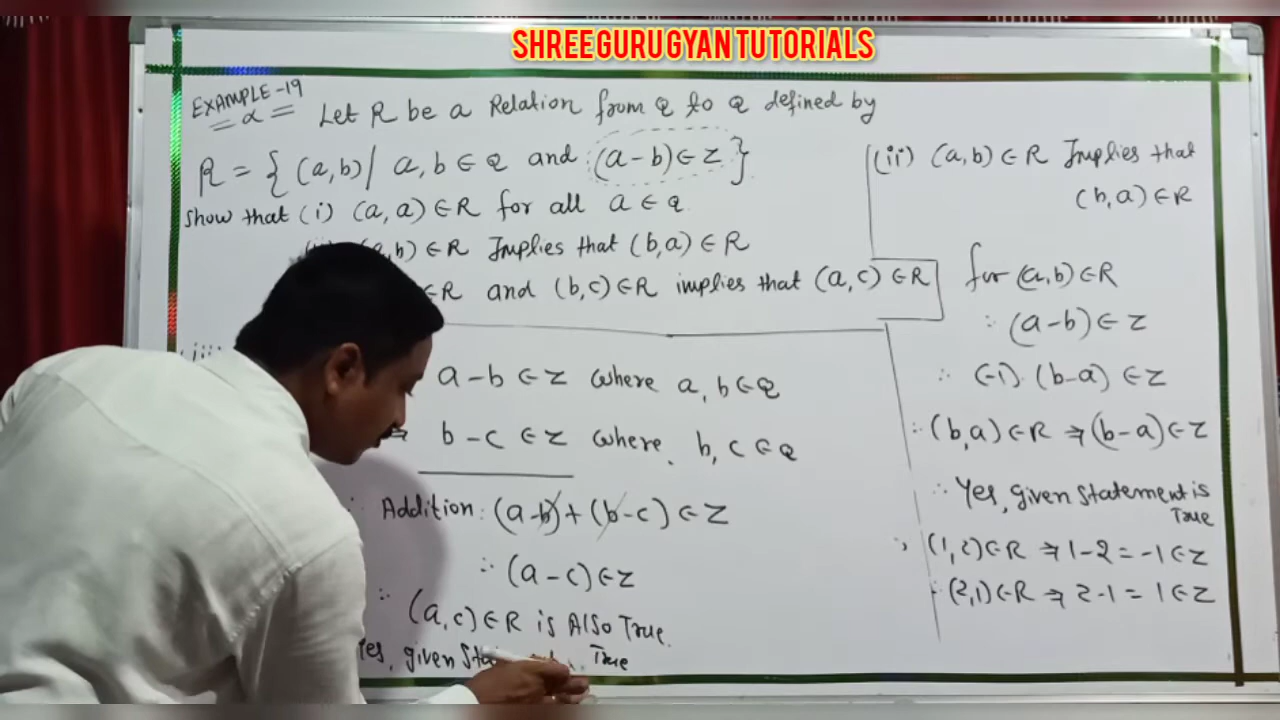 SHREE GURU GYAN TUTORIALS
EXAMPLE-19
Let R be a Relation from Q to Q defined by
R = { (a,b) / a, b ∈ Q and (a-b) ∈ Z }
Show that (i) (a, a) ∈ R for all a ∈ Q.
b) ∈ R Implies that (b,a) ∈ R
∈R and (b,c) ∈ R implies that (a,c) ∈ R
a-b ∈ Z where a, b ∈ Q
⇒ b-c ∈ Z where, b, c ∈ Q
∴ Addition: (a-b) + (b-c) ∈ Z
∴ (a-c) ∈ Z
∴ (a,c) ∈ R is Also True.
Yes, given True
(ii) (a,b) ∈ R Implies that
(b,a) ∈ R
for (a,b) ∈ R
∴ (a-b) ∈ Z
∴ (-1). (b-a) ∈ Z
∴ (b,a) ∈ R ⇒ (b-a) ∈ Z
∴ Yes, given Statement is
True
∴ (1,2) ∈ R ⇒ 1-2 = -1 ∈ Z
∴ (2,1) ∈ R ⇒ 2-1 = 1 ∈ Z